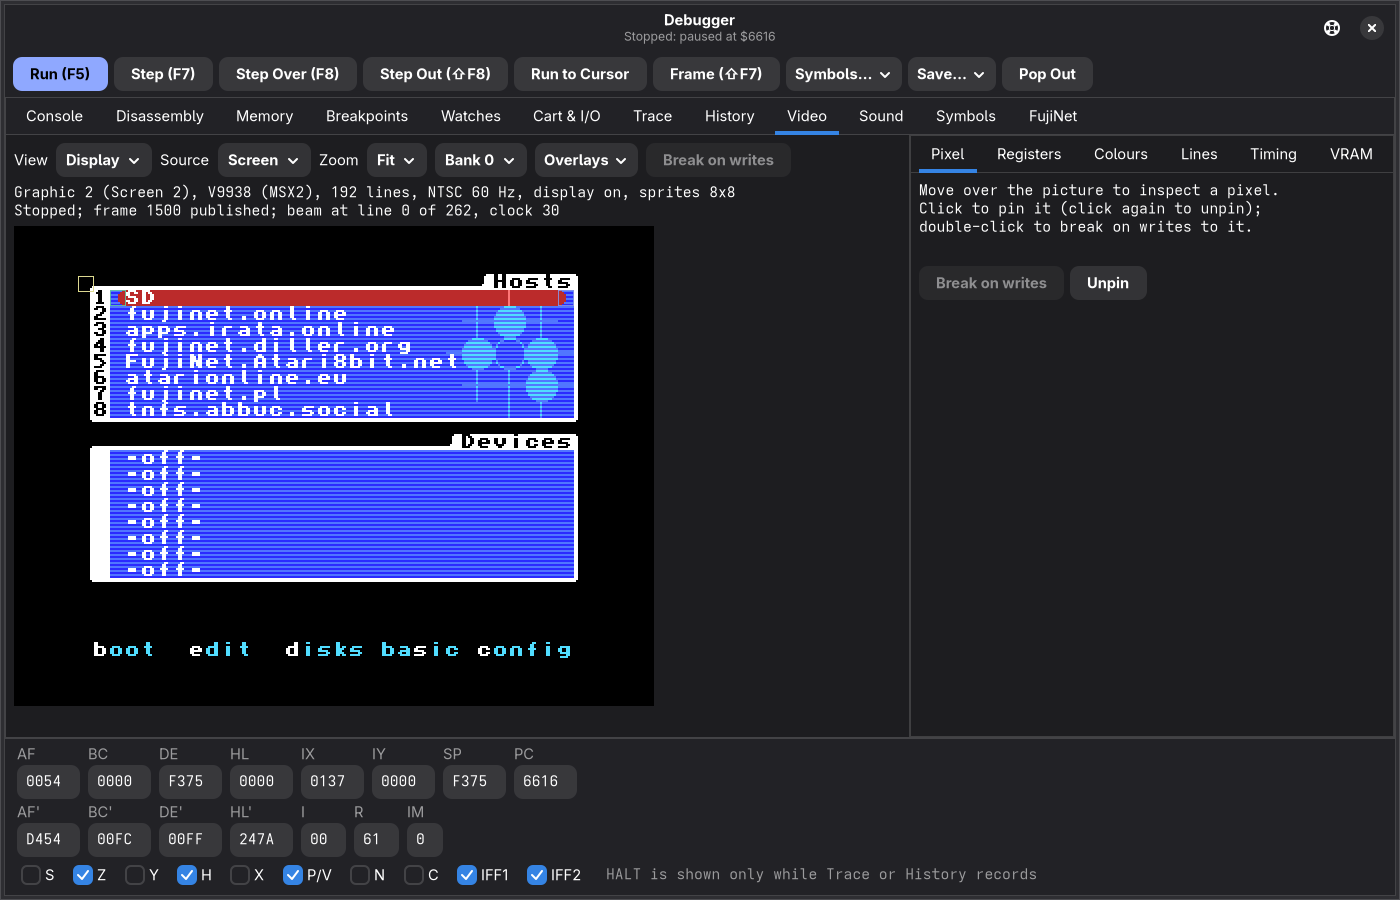 Debugger
Stopped: paused at $6616
Run (F5) Step (F7) Step Over (F8) Step Out (⇧F8) Run to Cursor Frame (⇧F7) Symbols... Save... Pop Out
Console Disassembly Memory Breakpoints Watches Cart & I/O Trace History Video Sound Symbols FujiNet
View Display Source Screen Zoom Fit Bank 0 Overlays Break on writes
Graphic 2 (Screen 2), V9938 (MSX2), 192 lines, NTSC 60 Hz, display on, sprites 8x8
Stopped; frame 1500 published; beam at line 0 of 262, clock 30
Hosts
1 SD
2 fujinet.online
3 apps.irata.online
4 fujinet.diller.org
5 FujiNet.Atari8bit.net
6 atarionline.eu
7 fujinet.pl
8 tnfs.abbuc.social
Devices
-off-
-off-
-off-
-off-
-off-
-off-
-off-
-off-
boot edit disks basic config
Pixel Registers Colours Lines Timing VRAM
Move over the picture to inspect a pixel.
Click to pin it (click again to unpin);
double-click to break on writes to it.
Break on writes Unpin
AF BC DE HL IX IY SP PC
0054 0000 F375 0000 0137 0000 F375 6616
AF' BC' DE' HL' I R IM
D454 00FC 00FF 247A 00 61 0
S Z Y H X P/V N C IFF1 IFF2 HALT is shown only while Trace or History records